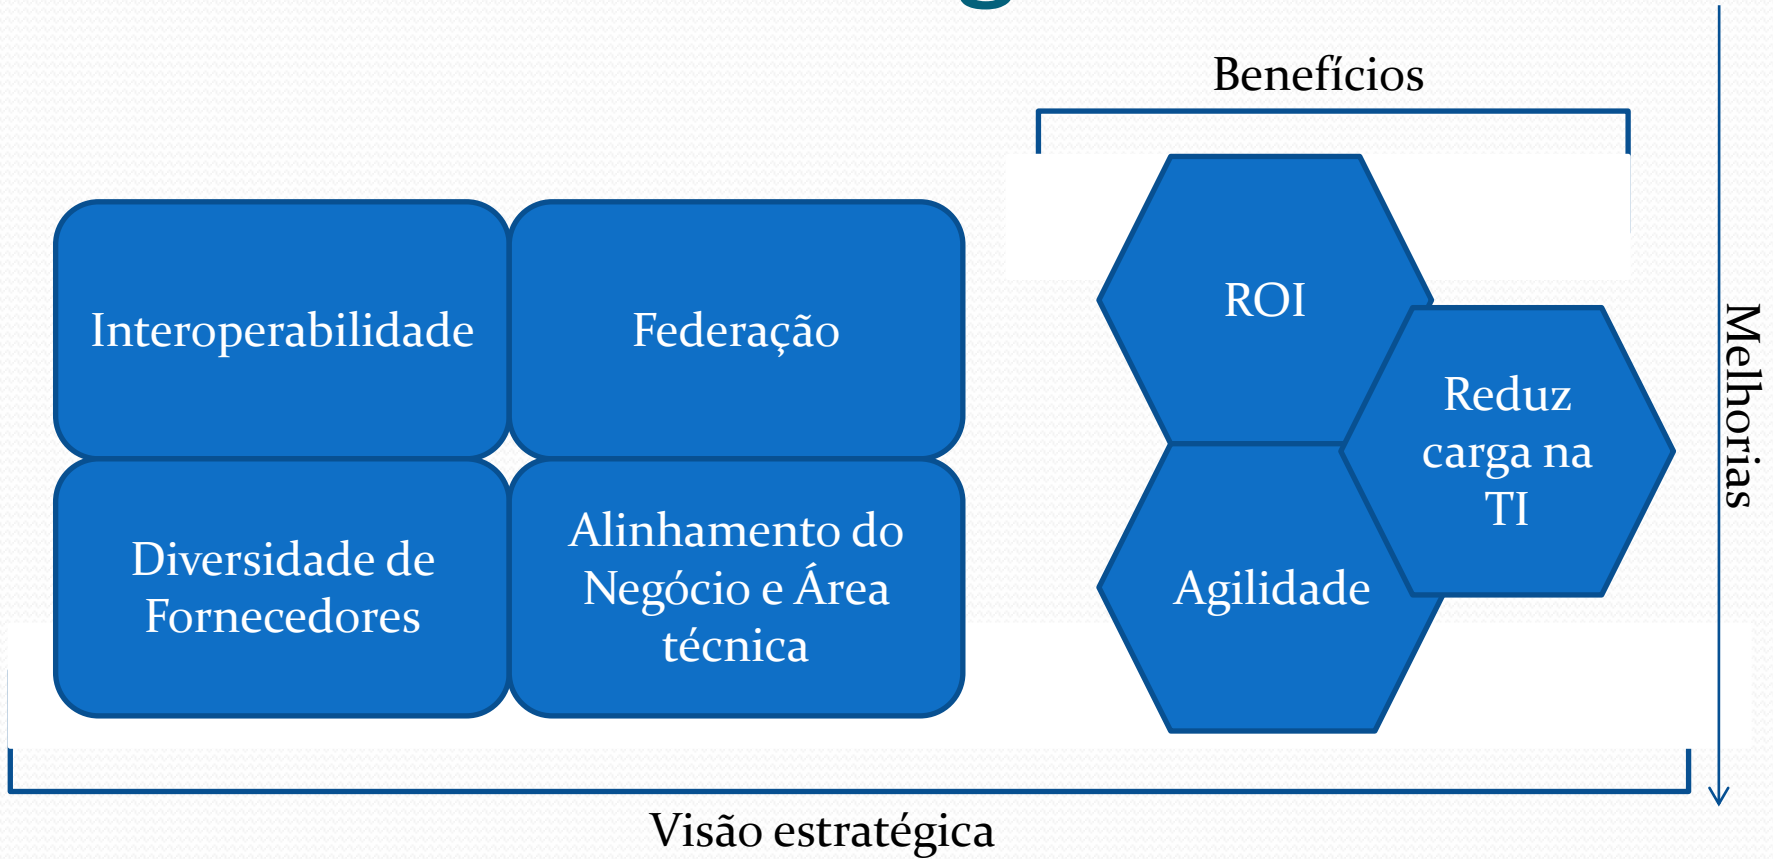 Benefícios
Interoperabilidade
Federação
Diversidade de
Fornecedores
Alinhamento do
Negócio e Área
técnica
ROI
Reduz
carga na
TI
Agilidade
Melhorias
Visão estratégica